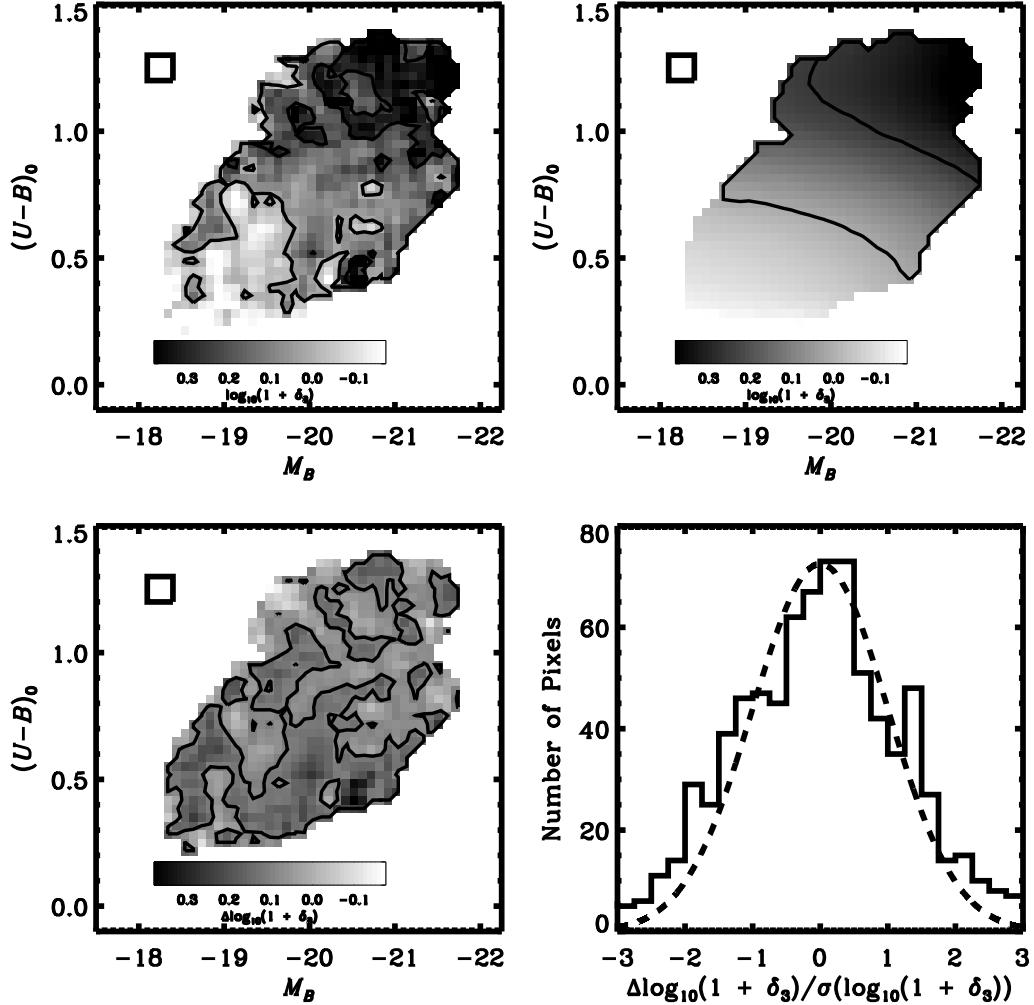 1.5
1.0
0.5
0.0
(U−B)₀
0.3 0.2 0.1 0.0 −0.1
log₁₀(1 + δ₃)
−18 −19 −20 −21 −22
M_B
1.5
1.0
0.5
0.0
(U−B)₀
0.3 0.2 0.1 0.0 −0.1
log₁₀(1 + δ₃)
−18 −19 −20 −21 −22
M_B
1.5
1.0
0.5
0.0
(U−B)₀
0.3 0.2 0.1 0.0 −0.1
Δlog₁₀(1 + δ₃)
−18 −19 −20 −21 −22
M_B
80
60
40
20
0
Number of Pixels
−3 −2 −1 0 1 2 3
Δlog₁₀(1 + δ₃)/σ(log₁₀(1 + δ₃))